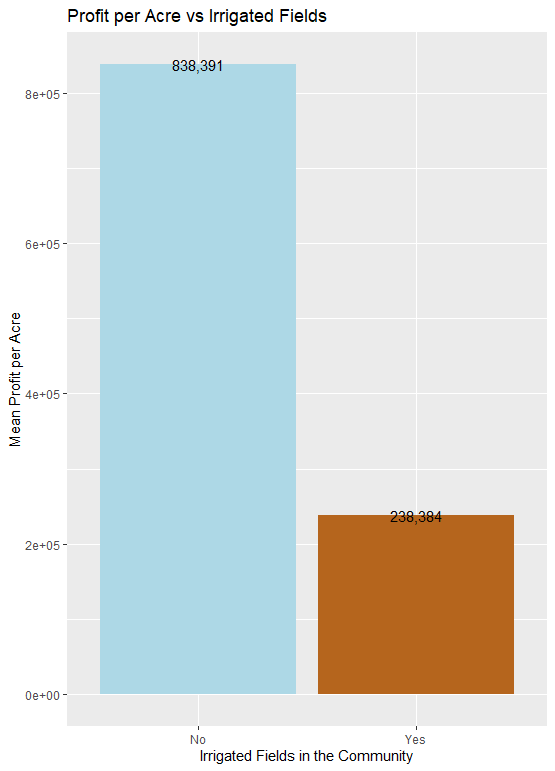 Profit per Acre vs Irrigated Fields
838,391
8e+05
6e+05
Mean Profit per Acre
4e+05
238,384
2e+05
0e+00
No
Yes
Irrigated Fields in the Community